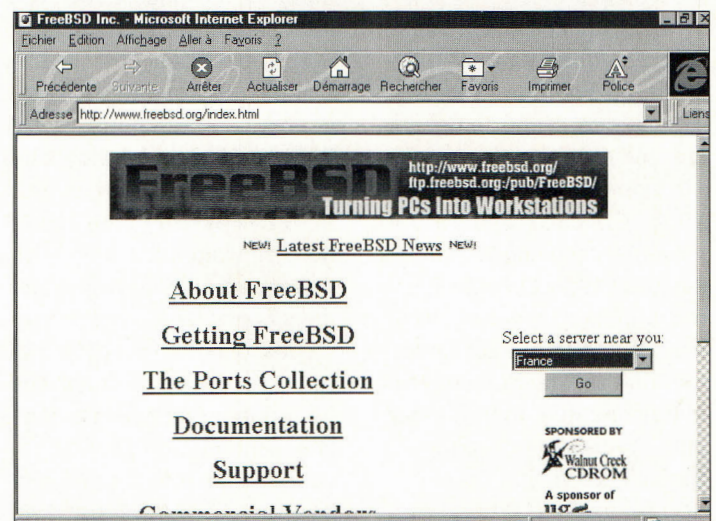 FreeBSD Inc. - Microsoft Internet Explorer
Eichier Edition Affichage Aller à Favoris ?
Précédente Suivante Arrêter Actualiser Démarrage Rechercher Favoris Imprimer Police
Adresse http://www.freebsd.org/index.html Liens
FreeBSD
http://www.freebsd.org/
ftp.freebsd.org:/pub/FreeBSD/
Turning PCs Into Workstations
NEW! Latest FreeBSD News NEW!
About FreeBSD
Getting FreeBSD
The Ports Collection
Documentation
Support
Commercial Vendors
Select a server near you:
France
Go
SPONSORED BY
Walnut Creek
CDROM
A sponsor of